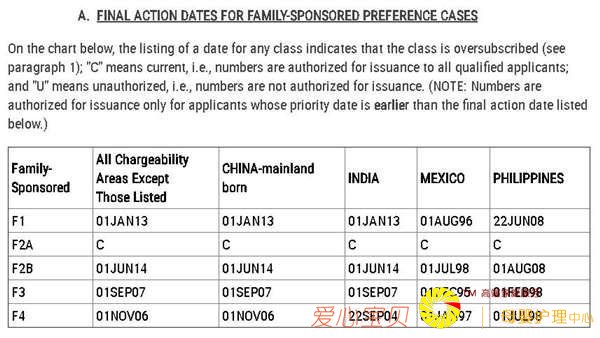 A. FINAL ACTION DATES FOR FAMILY-SPONSORED PREFERENCE CASES
On the chart below, the listing of a date for any class indicates that the class is oversubscribed (see
paragraph 1); "C" means current, i.e., numbers are authorized for issuance to all qualified applicants;
and "U" means unauthorized, i.e., numbers are not authorized for issuance. (NOTE: Numbers are
authorized for issuance only for applicants whose priority date is earlier than the final action date listed
below.)
Family-Sponsored All Chargeability Areas Except Those Listed CHINA-mainland born INDIA MEXICO PHILIPPINES
F1 01JAN13 01JAN13 01JAN13 01AUG96 22JUN08
F2A C C C C C
F2B 01JUN14 01JUN14 01JUN14 01JUL98 01AUG08
F3 01SEP07 01SEP07 01SEP07 01FEB98
F4 01NOV06 01NOV06 22SEP04 01JUL98
爱心宝贝
护理中心